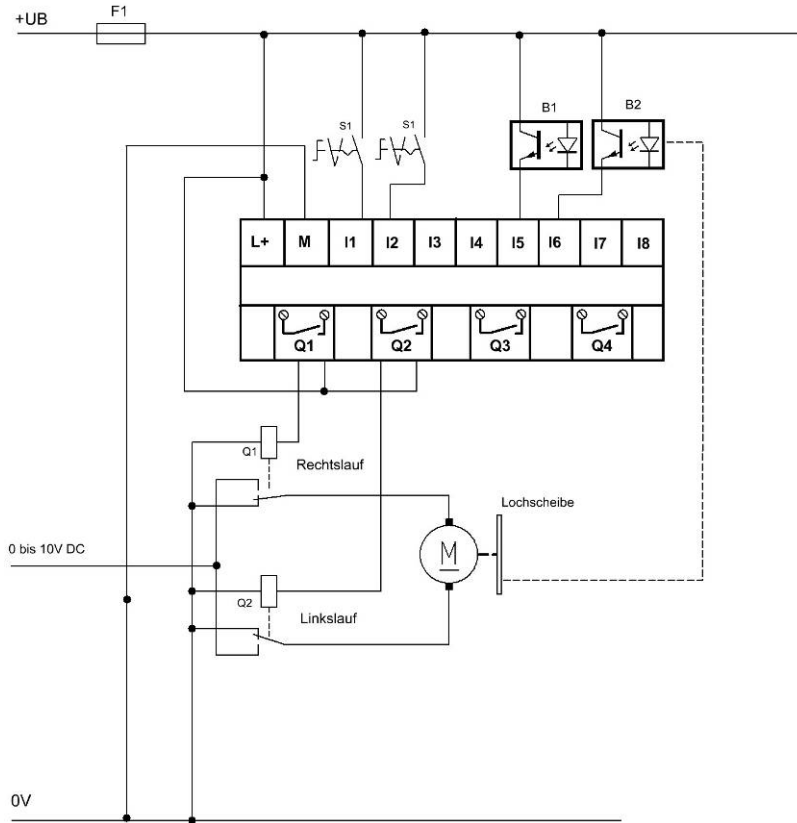 +UB
F1
S1
S1
B1
B2
L+ M I1 I2 I3 I4 I5 I6 I7 I8
Q1 Q2 Q3 Q4
Q1
Rechtslauf
Lochscheibe
M
0 bis 10V DC
Q2
Linkslauf
0V